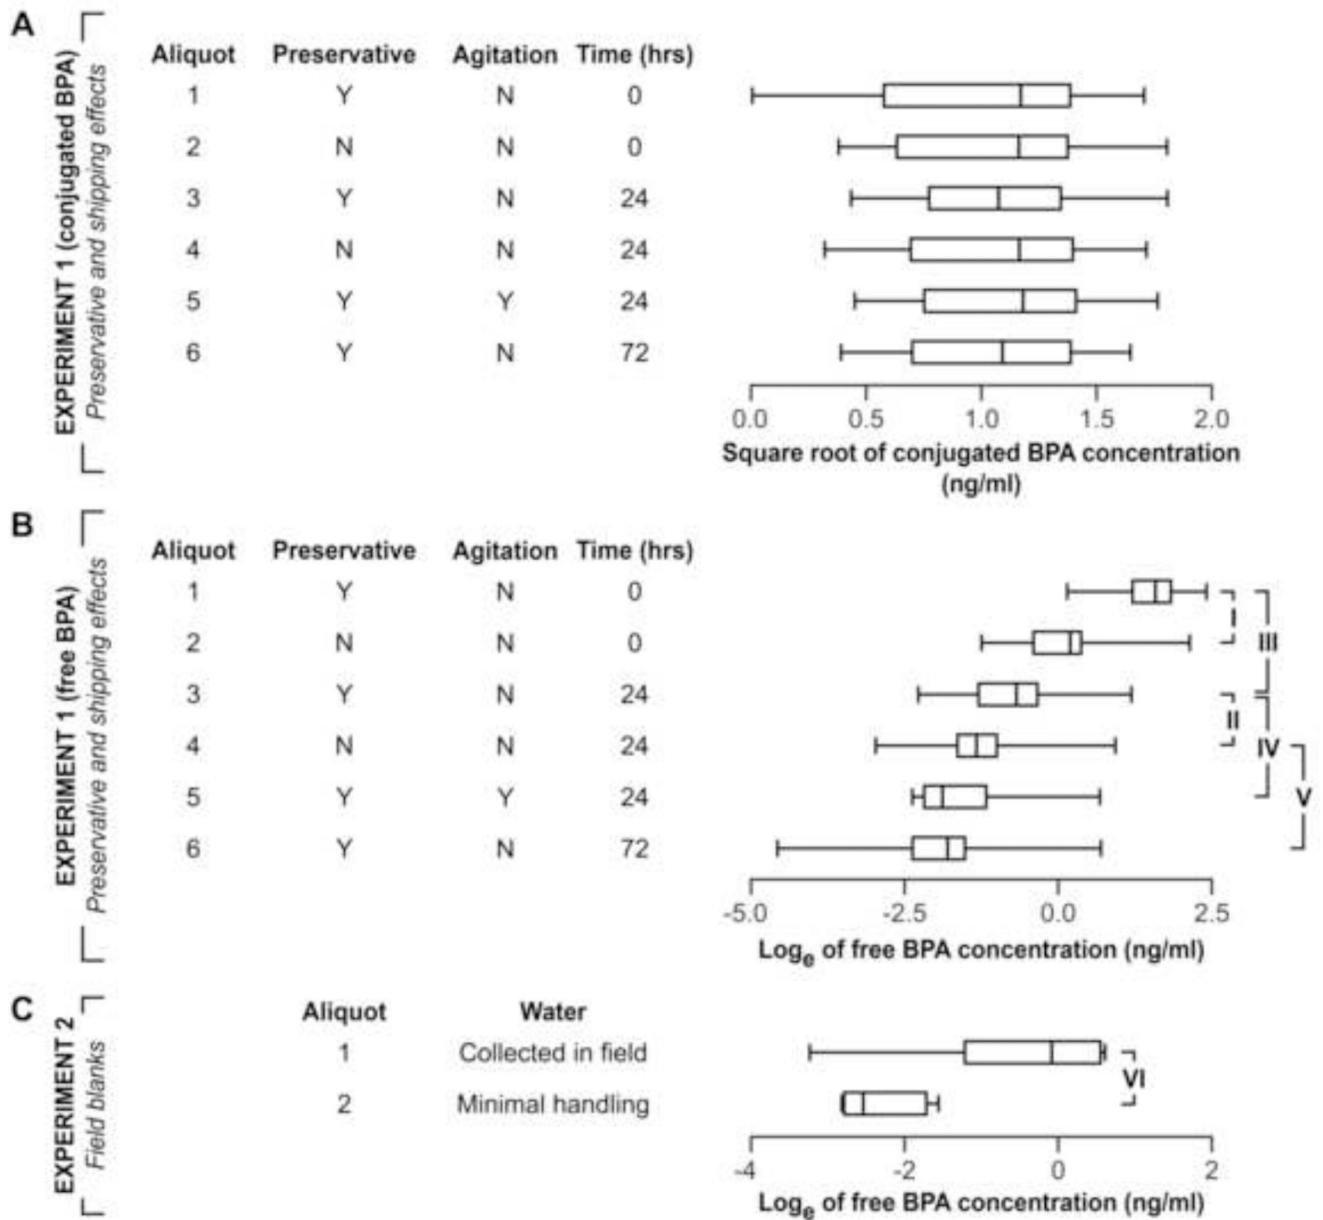 A
EXPERIMENT 1 (conjugated BPA)
Preservative and shipping effects
Aliquot Preservative Agitation Time (hrs)
1 Y N 0
2 N N 0
3 Y N 24
4 N N 24
5 Y Y 24
6 Y N 72
0.0 0.5 1.0 1.5 2.0
Square root of conjugated BPA concentration
(ng/ml)
B
EXPERIMENT 1 (free BPA)
Preservative and shipping effects
Aliquot Preservative Agitation Time (hrs)
1 Y N 0
2 N N 0
3 Y N 24
4 N N 24
5 Y Y 24
6 Y N 72
I
III
II
IV
V
-5.0 -2.5 0.0 2.5
Loge of free BPA concentration (ng/ml)
C
EXPERIMENT 2
Field blanks
Aliquot Water
1 Collected in field
2 Minimal handling
VI
-4 -2 0 2
Loge of free BPA concentration (ng/ml)